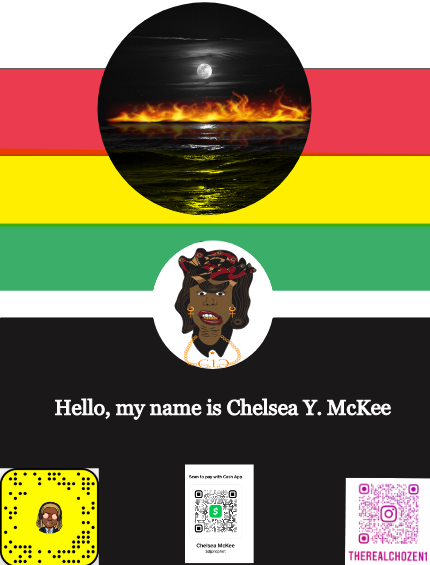 Hello, my name is Chelsea Y. McKee
Scan to pay with Cash App
Chelsea McKee
THEREALCHOZEN1